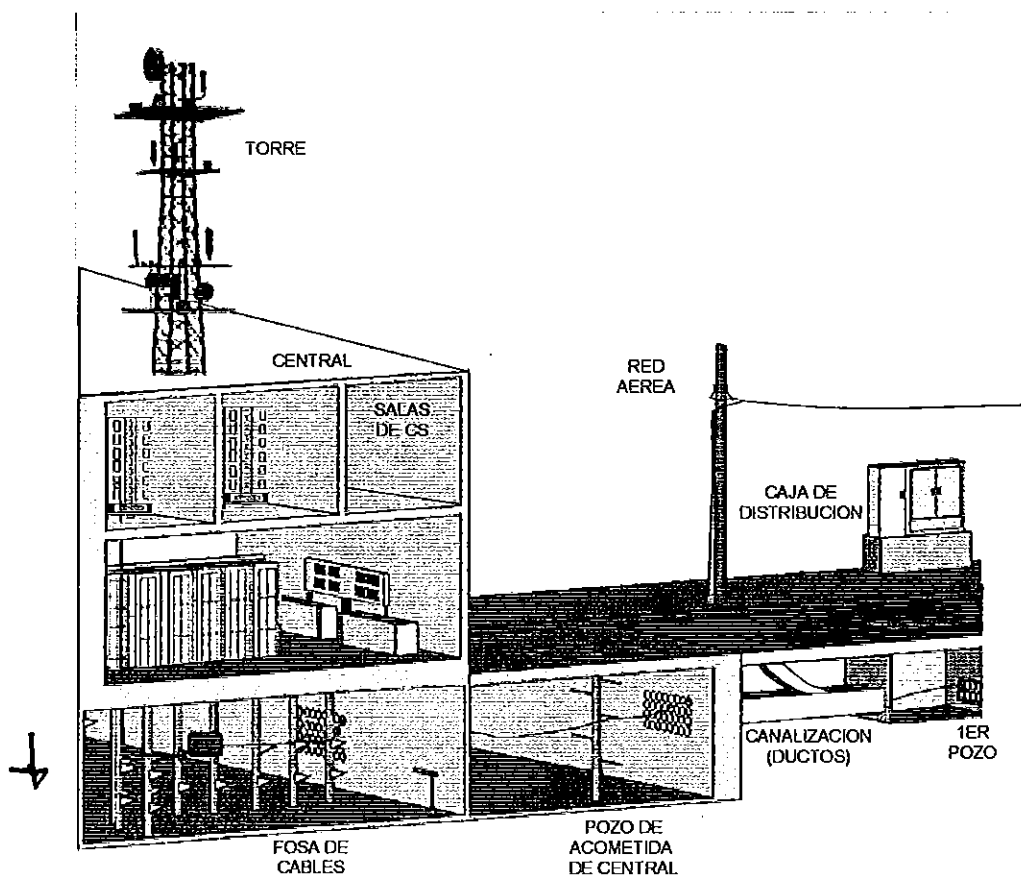 TORRE
CENTRAL
SALAS
DE CS
RED
AEREA
CAJA DE
DISTRIBUCION
CANALIZACION
(DUCTOS)
1ER
POZO
FOSA DE
CABLES
POZO DE
ACOMETIDA
DE CENTRAL